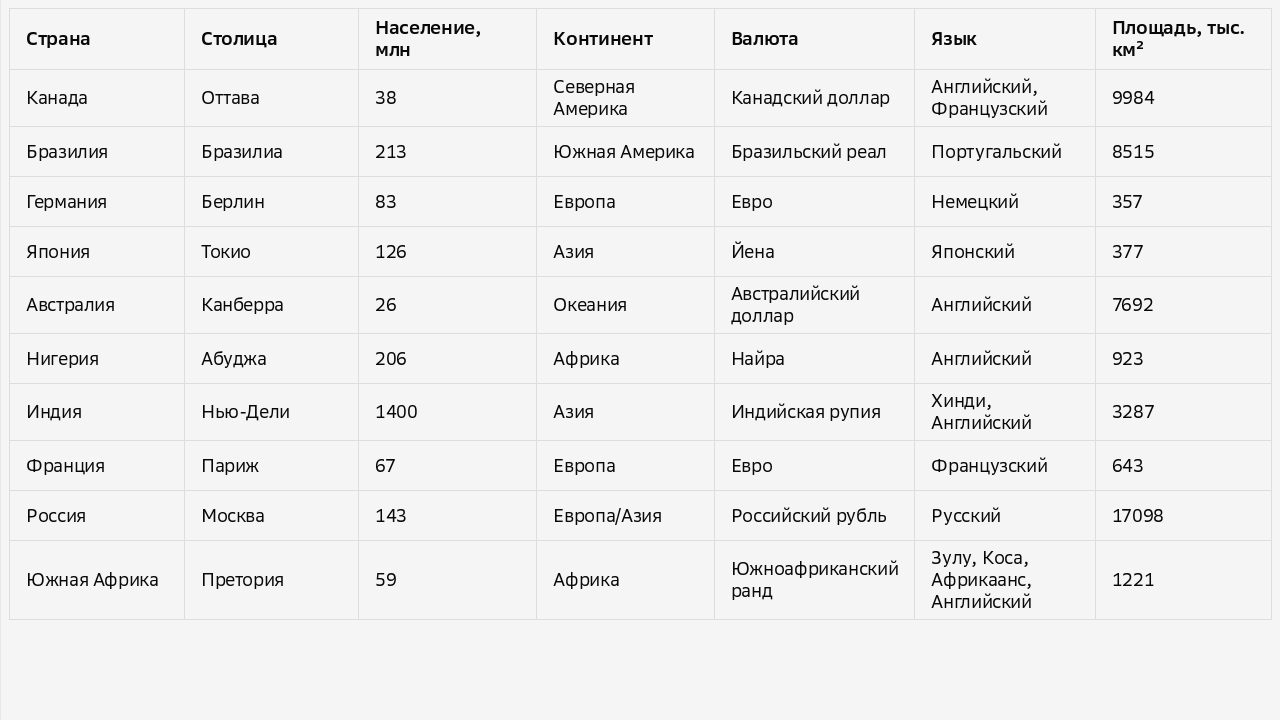 Страна Столица Население, млн Континент Валюта Язык Площадь, тыс. км²
Канада Оттава 38 Северная Америка Канадский доллар Английский, Французский 9984
Бразилия Бразилиа 213 Южная Америка Бразильский реал Португальский 8515
Германия Берлин 83 Европа Евро Немецкий 357
Япония Токио 126 Азия Йена Японский 377
Австралия Канберра 26 Океания Австралийский доллар Английский 7692
Нигерия Абуджа 206 Африка Найра Английский 923
Индия Нью-Дели 1400 Азия Индийская рупия Хинди, Английский 3287
Франция Париж 67 Европа Евро Французский 643
Россия Москва 143 Европа/Азия Российский рубль Русский 17098
Южная Африка Претория 59 Африка Южноафриканский ранд Зулу, Коса, Африкаанс, Английский 1221